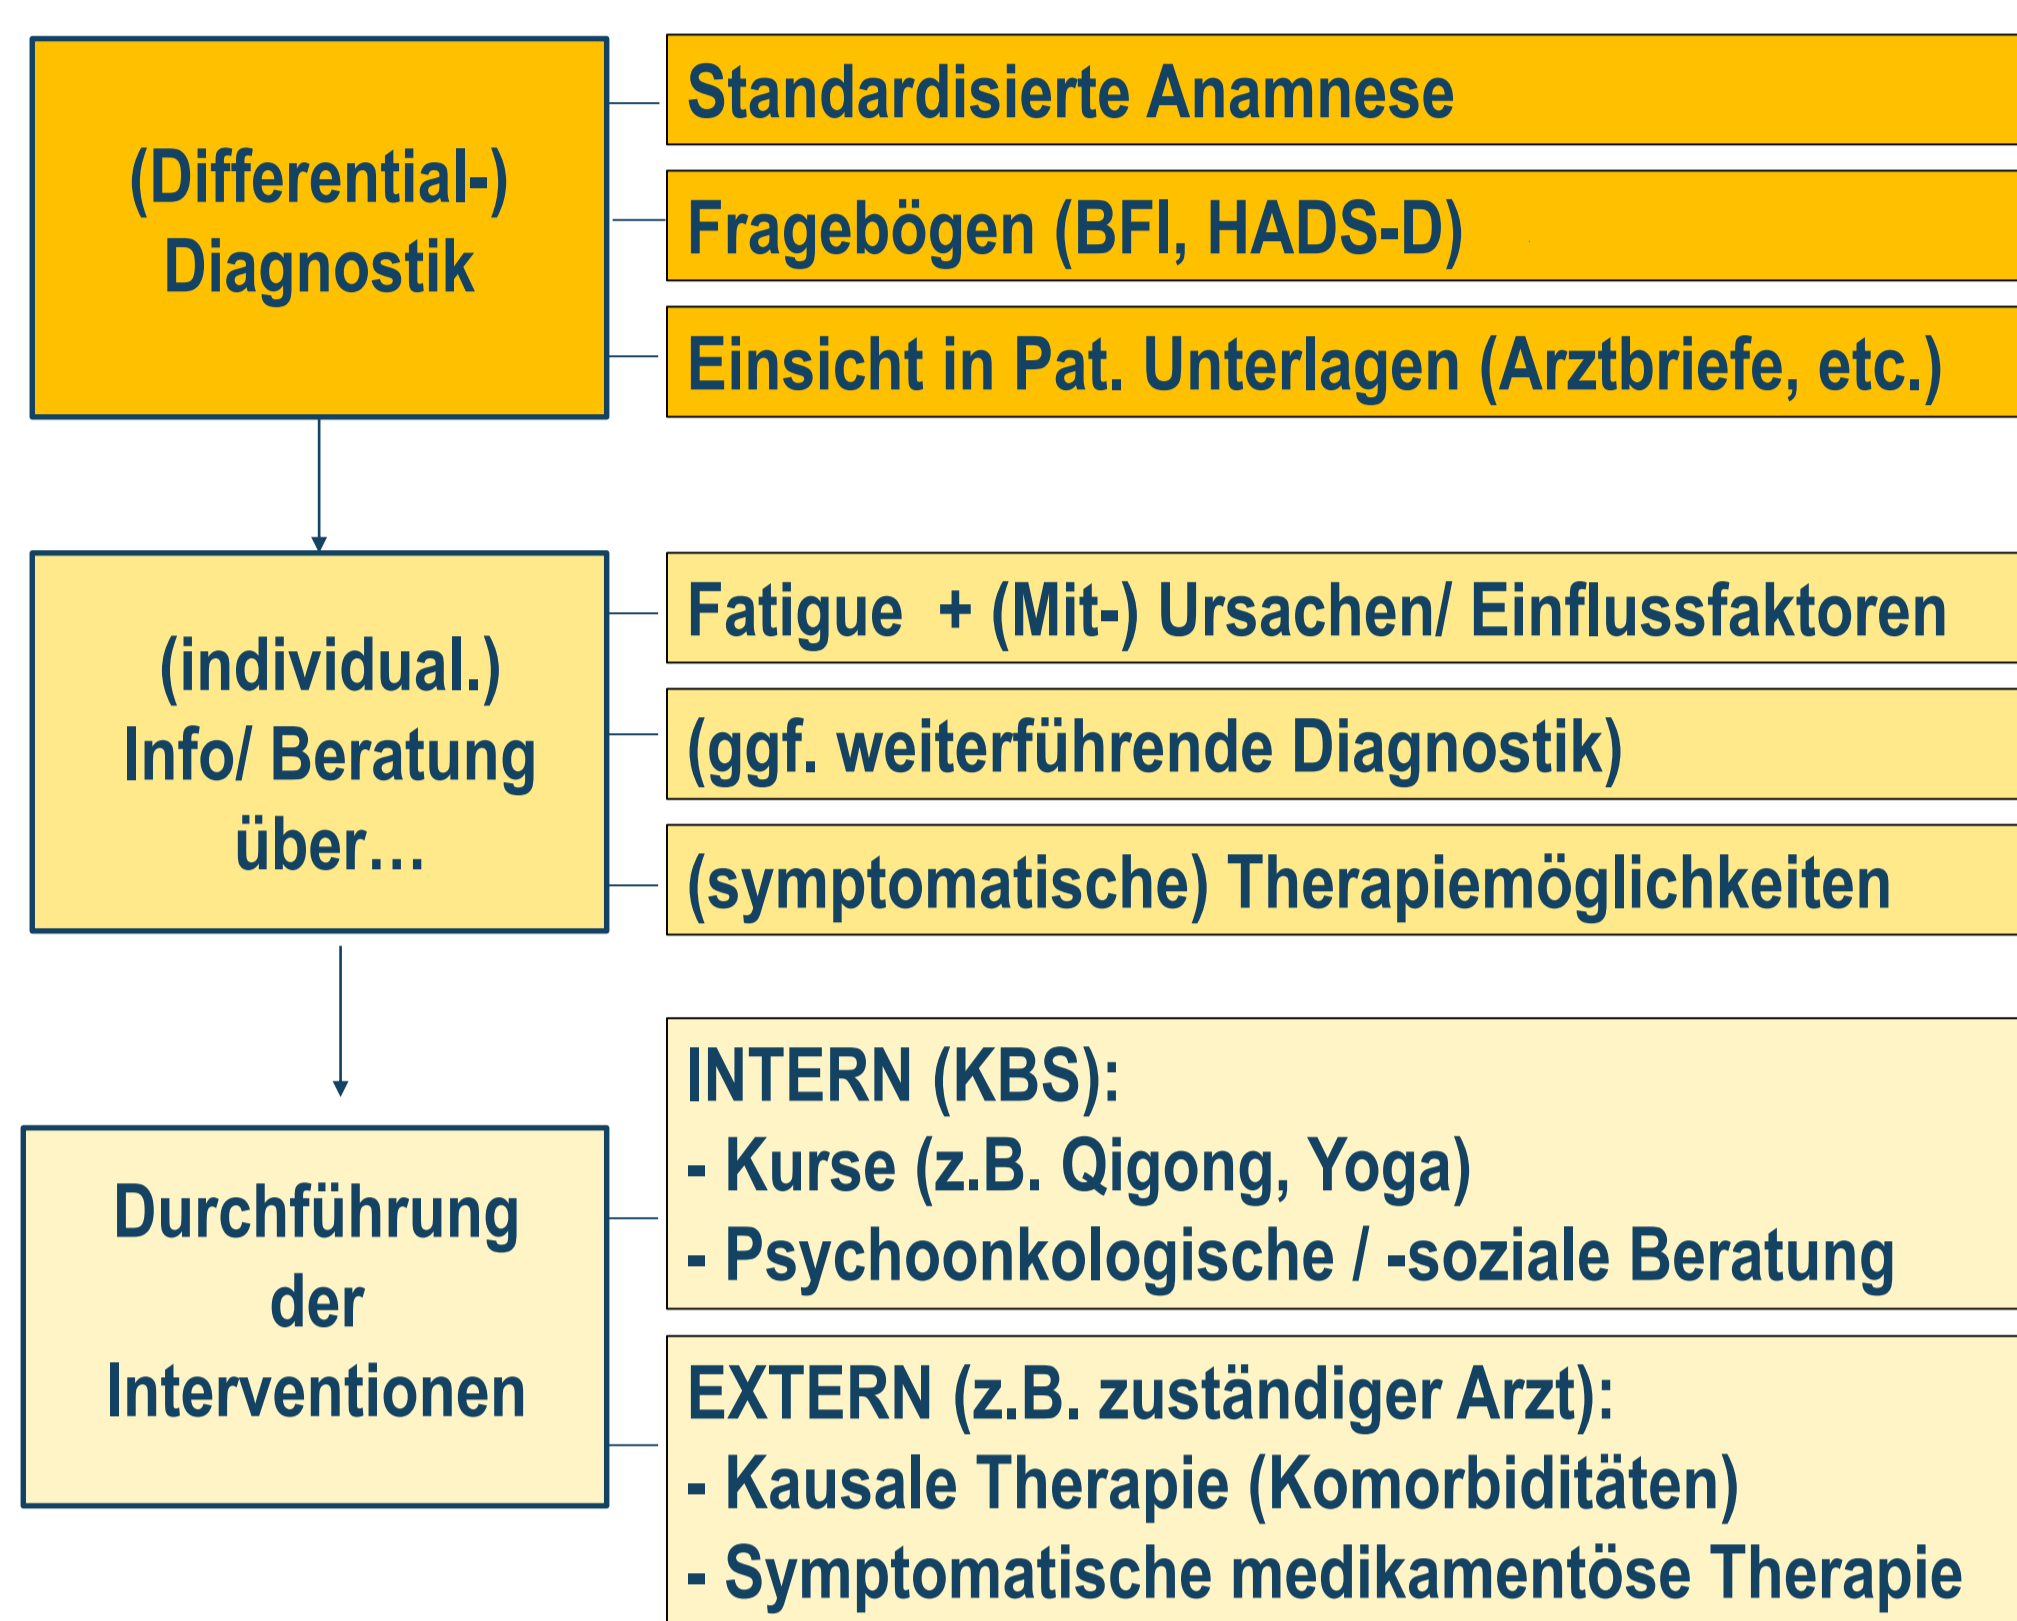 (Differential-)
Diagnostik
Standardisierte Anamnese
Fragebögen (BFI, HADS-D)
Einsicht in Pat. Unterlagen (Arztbriefe, etc.)
(individual.)
Info/ Beratung
über…
Fatigue + (Mit-) Ursachen/ Einflussfaktoren
(ggf. weiterführende Diagnostik)
(symptomatische) Therapiemöglichkeiten
Durchführung
der
Interventionen
INTERN (KBS):
- Kurse (z.B. Qigong, Yoga)
- Psychoonkologische / -soziale Beratung
EXTERN (z.B. zuständiger Arzt):
- Kausale Therapie (Komorbiditäten)
- Symptomatische medikamentöse Therapie